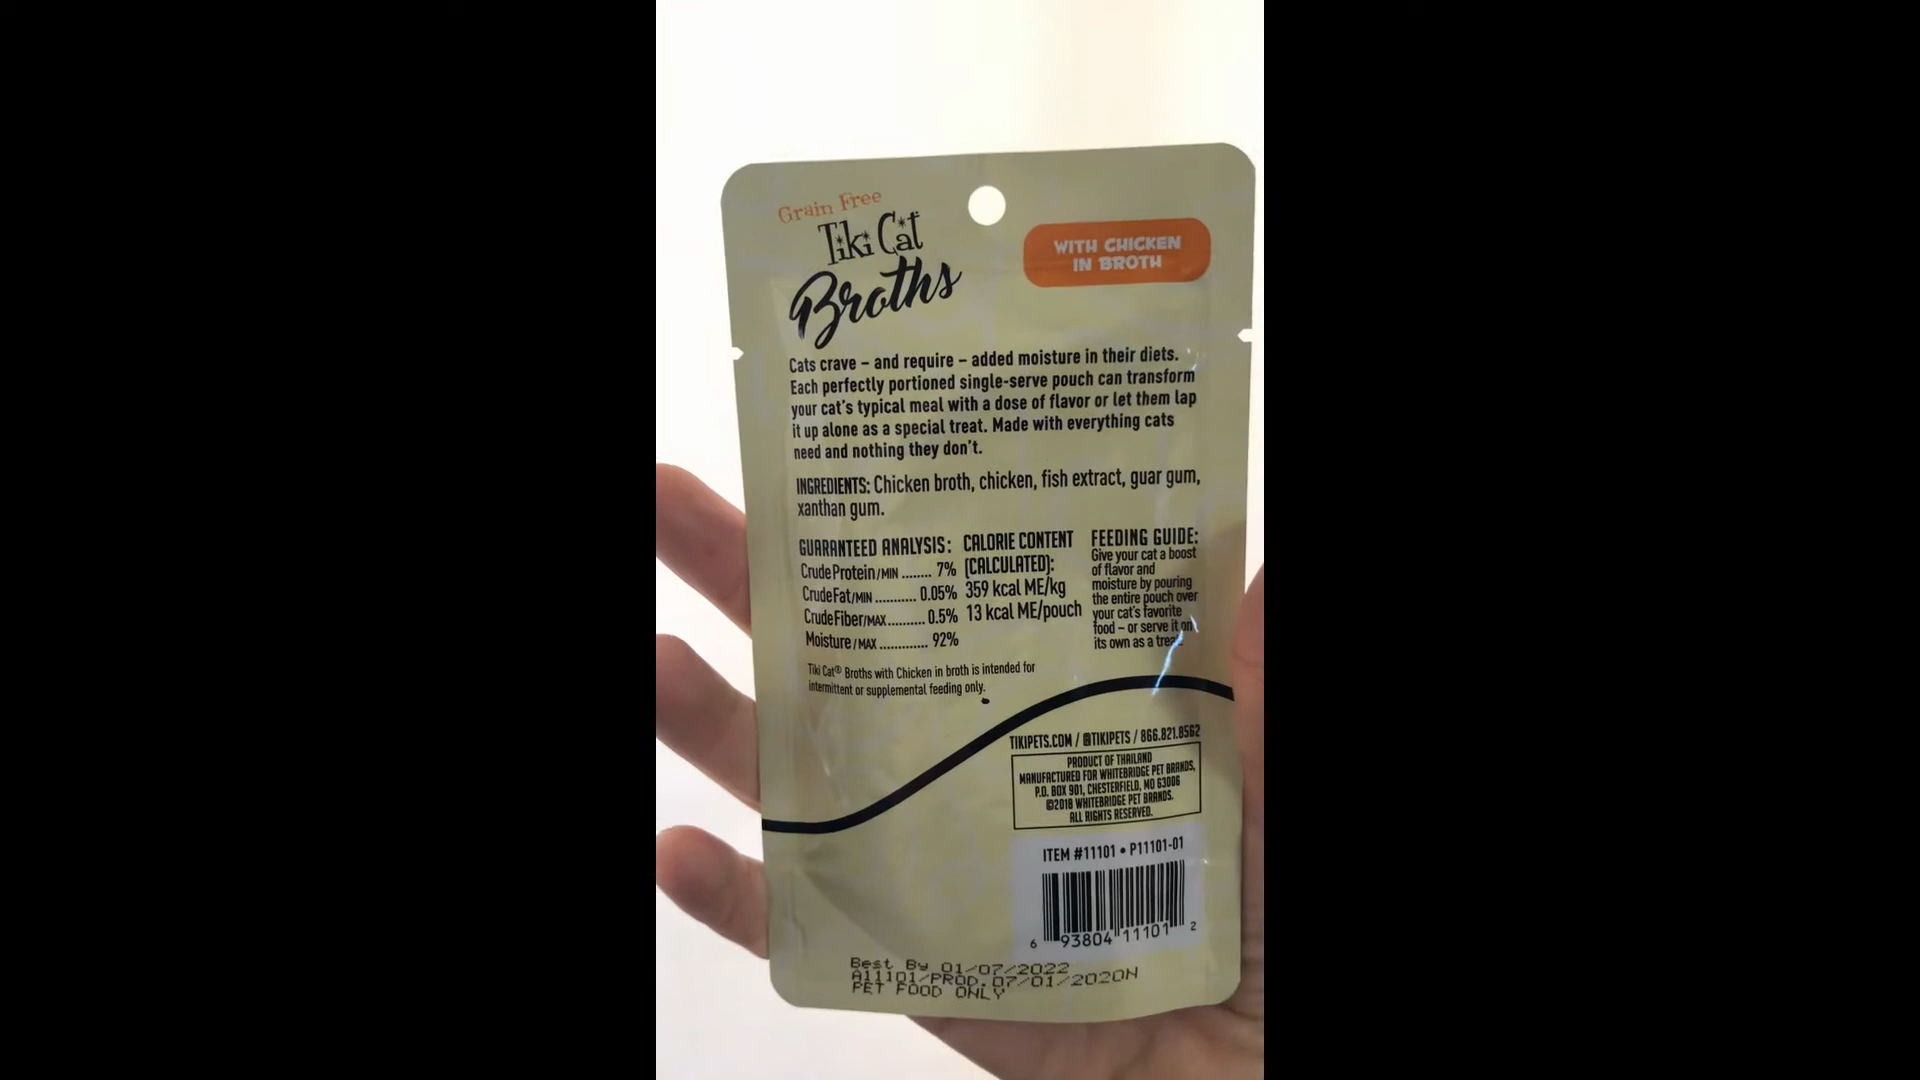 Grain Free
Tiki Cat
Broths
WITH CHICKEN
IN BROTH
Cats crave – and require – added moisture in their diets.
Each perfectly portioned single-serve pouch can transform
your cat's typical meal with a dose of flavor or let them lap
it up alone as a special treat. Made with everything cats
need and nothing they don't.
INGREDIENTS: Chicken broth, chicken, fish extract, guar gum,
xanthan gum.
GUARANTEED ANALYSIS:
Crude Protein/MIN ........ 7%
Crude Fat/MIN ........... 0.05%
Crude Fiber/MAX.......... 0.5%
Moisture/MAX ............. 92%
CALORIE CONTENT
(CALCULATED):
359 kcal ME/kg
13 kcal ME/pouch
FEEDING GUIDE:
Give your cat a boost
of flavor and
moisture by pouring
the entire pouch over
your cat's favorite
food – or serve it on
its own as a treat.
Tiki Cat® Broths with Chicken in broth is intended for
intermittent or supplemental feeding only.
TIKIPETS.COM / @TIKIPETS / 866.821.8562
PRODUCT OF THAILAND
MANUFACTURED FOR WHITEBRIDGE PET BRANDS,
P.O. BOX 901, CHESTERFIELD, MO 63006
©2018 WHITEBRIDGE PET BRANDS.
ALL RIGHTS RESERVED.
ITEM #11101 • P11101-01
6 93804 11101 2
Best By 01/07/2022
A11101/PROD.07/01/2020N
PET FOOD ONLY